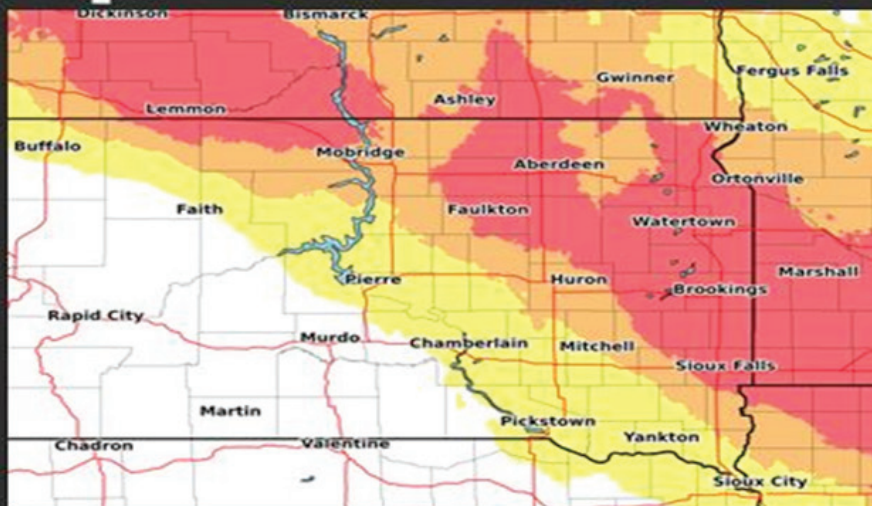 Dickinson
Bismarck
Gwinner
Fergus Falls
Lemmon
Ashley
Wheaton
Buffalo
Mobridge
Aberdeen
Ortonville
Faith
Faulkton
Watertown
Pierre
Huron
Marshall
Brookings
Rapid City
Murdo
Chamberlain
Mitchell
Sioux Falls
Martin
Pickstown
Yankton
Chadron
Valentine
Sioux City